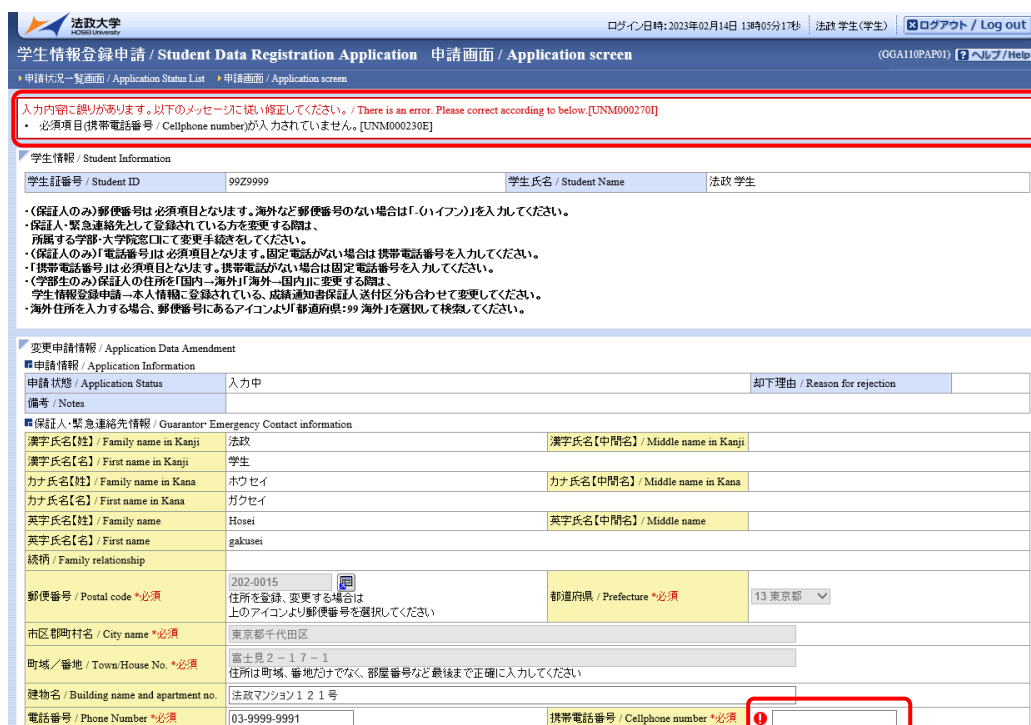 法政大学
HOSEI University
ログイン日時:2023年02月14日 13時05分17秒 法政 学生(学生) ログアウト / Log out
学生情報登録申請 / Student Data Registration Application 申請画面 / Application screen (GGA110PAP01) ヘルプ/Help
申請状況一覧画面 / Application Status List 申請画面 / Application screen
入力内容に誤りがあります。以下のメッセージに従い修正してください。 / There is an error. Please correct according to below.[UNM000270I]
・ 必須項目(携帯電話番号 / Cellphone number)が入力されていません。[UNM000230E]
学生情報 / Student Information
学生証番号 / Student ID 99Z9999 学生氏名 / Student Name 法政 学生
・(保証人のみ)郵便番号は必須項目となります。海外など郵便番号のない場合は「-(ハイフン)」を入力してください。
・保証人・緊急連絡先として登録されている方を変更する際は、
所属する学部・大学院窓口にて変更手続きをしてください。
・(保証人のみ)「電話番号」は必須項目となります。固定電話がない場合は携帯電話番号を入力してください。
・「携帯電話番号」は必須項目となります。携帯電話がない場合は固定電話番号を入力してください。
・(学部生のみ)保証人の住所を「国内→海外」「海外→国内」に変更する際は、
学生情報登録申請→本人情報に登録されている、成績通知書保証人送付区分も合わせて変更してください。
・海外住所を入力する場合、郵便番号にあるアイコンより「都道府県:99 海外」を選択して検索してください。
変更申請情報 / Application Data Amendment
申請情報 / Application Information
申請状態 / Application Status 入力中 却下理由 / Reason for rejection
備考 / Notes
保証人・緊急連絡先情報 / Guarantor・Emergency Contact information
漢字氏名【姓】 / Family name in Kanji 法政 漢字氏名【中間名】 / Middle name in Kanji
漢字氏名【名】 / First name in Kanji 学生
カナ氏名【姓】 / Family name in Kana ホウセイ カナ氏名【中間名】 / Middle name in Kana
カナ氏名【名】 / First name in Kana ガクセイ
英字氏名【姓】 / Family name Hosei 英字氏名【中間名】 / Middle name
英字氏名【名】 / First name gakusei
続柄 / Family relationship
郵便番号 / Postal code *必須 202-0015 都道府県 / Prefecture *必須 13 東京都
住所を登録、変更する場合は
上のアイコンより郵便番号を選択してください
市区郡町村名 / City name *必須 東京都千代田区
町域／番地 / Town/House No. *必須 富士見２－１７－１
住所は町域、番地だけでなく、部屋番号など最後まで正確に入力してください
建物名 / Building name and apartment no. 法政マンション１２１号
電話番号 / Phone Number *必須 03-9999-9991 携帯電話番号 / Cellphone number *必須